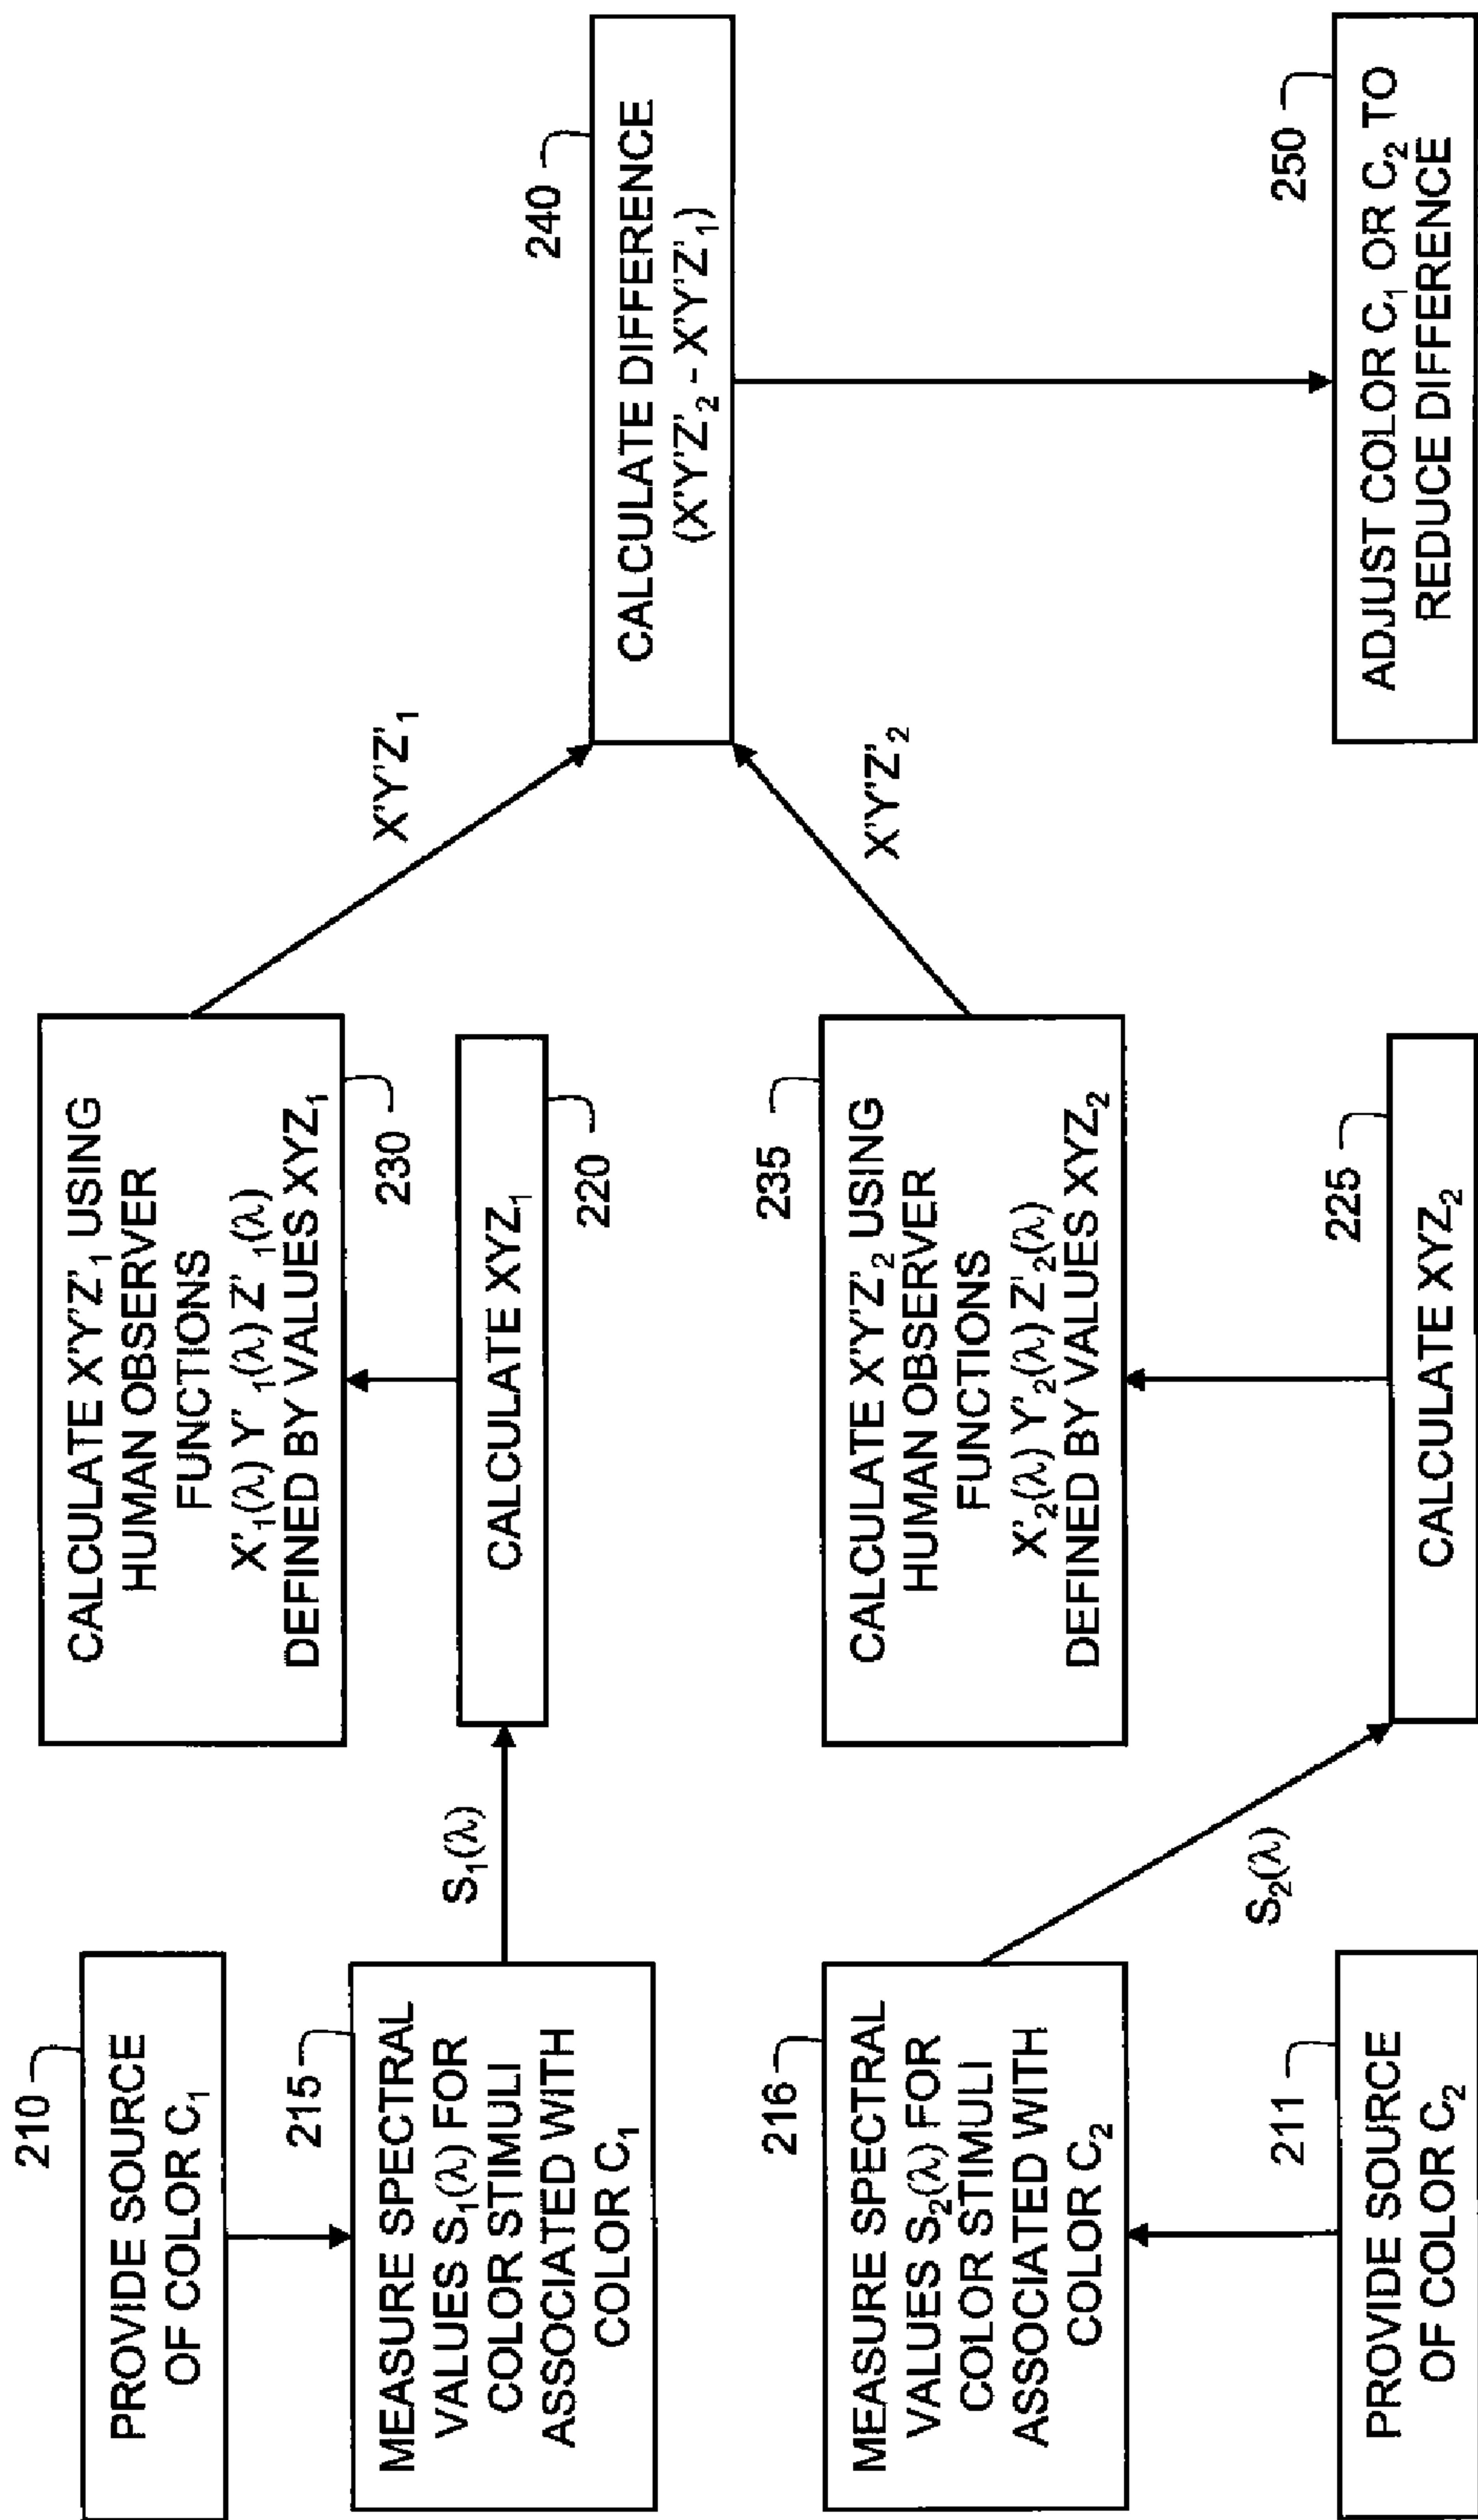 210
PROVIDE SOURCE
OF COLOR C₁
215
MEASURE SPECTRAL
VALUES S₁(λ) FOR
COLOR STIMULI
ASSOCIATED WITH
COLOR C₁
S₁(λ)
CALCULATE X'Y'Z'₁ USING
HUMAN OBSERVER
FUNCTIONS
X'₁(λ) Y'₁(λ) Z'₁(λ)
DEFINED BY VALUES XYZ₁
230
CALCULATE XYZ₁
220
X'Y'Z'₁
240
CALCULATE DIFFERENCE
(X'Y'Z'₂ - X'Y'Z'₁)
216
MEASURE SPECTRAL
VALUES S₂(λ) FOR
COLOR STIMULI
ASSOCIATED WITH
COLOR C₂
211
PROVIDE SOURCE
OF COLOR C₂
S₂(λ)
235
CALCULATE X'Y'Z'₂ USING
HUMAN OBSERVER
FUNCTIONS
X'₂(λ) Y'₂(λ) Z'₂(λ)
DEFINED BY VALUES XYZ₂
225
CALCULATE XYZ₂
X'Y'Z'₂
250
ADJUST COLOR C₁ OR C₂ TO
REDUCE DIFFERENCE